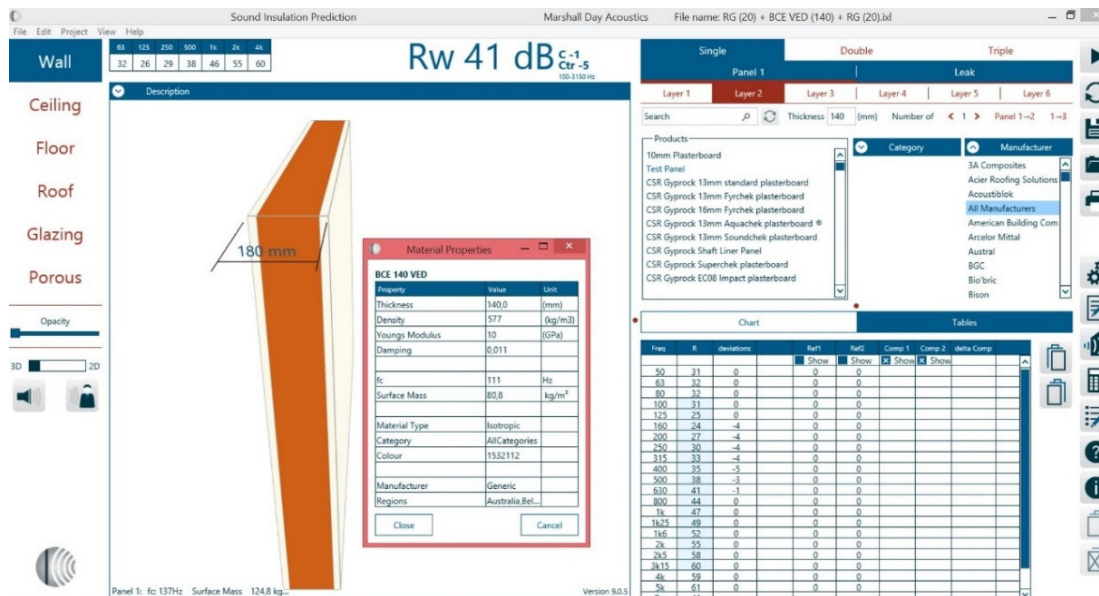 Sound Insulation Prediction Marshall Day Acoustics File name: RG (20) + BCE VED (140) + RG (20).ixl
File Edit Project View Help
Wall
Ceiling
Floor
Roof
Glazing
Porous
Opacity
3D 2D
63 125 250 500 1k 2k 4k
32 26 29 38 46 55 60
Rw 41 dB C -1
Ctr -5
100-3150 Hz
Description
180 mm
Material Properties
BCE 140 VED
Property Value Unit
Thickness 140,0 (mm)
Density 577 (kg/m3)
Youngs Modulus 10 (GPa)
Damping 0,011
fc 111 Hz
Surface Mass 80,8 kg/m²
Material Type Isotropic
Category AllCategories
Colour 1532112
Manufacturer Generic
Regions Australia,Bel...
Close Cancel
Panel 1: fc: 137Hz Surface Mass 124,8 kg...
Version 9.0.5
Single Double Triple
Panel 1 Leak
Layer 1 Layer 2 Layer 3 Layer 4 Layer 5 Layer 6
Search Thickness 140 (mm) Number of < 1 > Panel 1→2 1→3
Products
10mm Plasterboard
Test Panel
CSR Gyprock 13mm standard plasterboard
CSR Gyprock 13mm Fyrchek plasterboard
CSR Gyprock 16mm Fyrchek plasterboard
CSR Gyprock 13mm Aquachek plasterboard ®
CSR Gyprock 13mm Soundchek plasterboard
CSR Gyprock Shaft Liner Panel
CSR Gyprock Superchek plasterboard
CSR Gyprock EC08 Impact plasterboard
Category
Manufacturer
3A Composites
Acier Roofing Solutions
Acoustiblok
All Manufacturers
American Building Com
Arcelor Mittal
Austral
BGC
Bio'bric
Bison
Chart Tables
Freq R deviations Ref1 Ref2 Comp 1 Comp 2 delta Comp
Show Show Show Show
50 31 0 0 0
63 32 0 0 0
80 32 0 0 0
100 31 0 0 0
125 25 0 0 0
160 24 -4 0 0
200 27 -4 0 0
250 30 -4 0 0
315 33 -4 0 0
400 35 -5 0 0
500 38 -3 0 0
630 41 -1 0 0
800 44 0 0 0
1k 47 0 0 0
1k25 49 0 0 0
1k6 52 0 0 0
2k 55 0 0 0
2k5 58 0 0 0
3k15 60 0 0 0
4k 59 0 0 0
5k 61 0 0 0